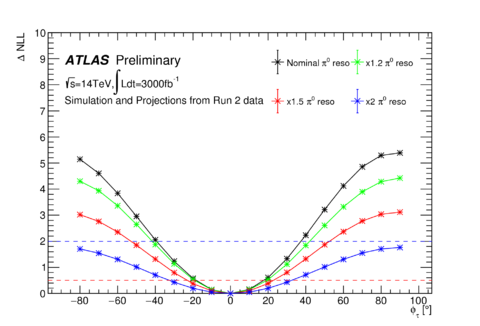 Δ NLL
10
9
8
7
6
5
4
3
2
1
0
ATLAS Preliminary
√s=14TeV,∫Ldt=3000fb⁻¹
Simulation and Projections from Run 2 data
Nominal π⁰ reso
x1.2 π⁰ reso
x1.5 π⁰ reso
x2 π⁰ reso
−80 −60 −40 −20 0 20 40 60 80 100
ϕτ [°]